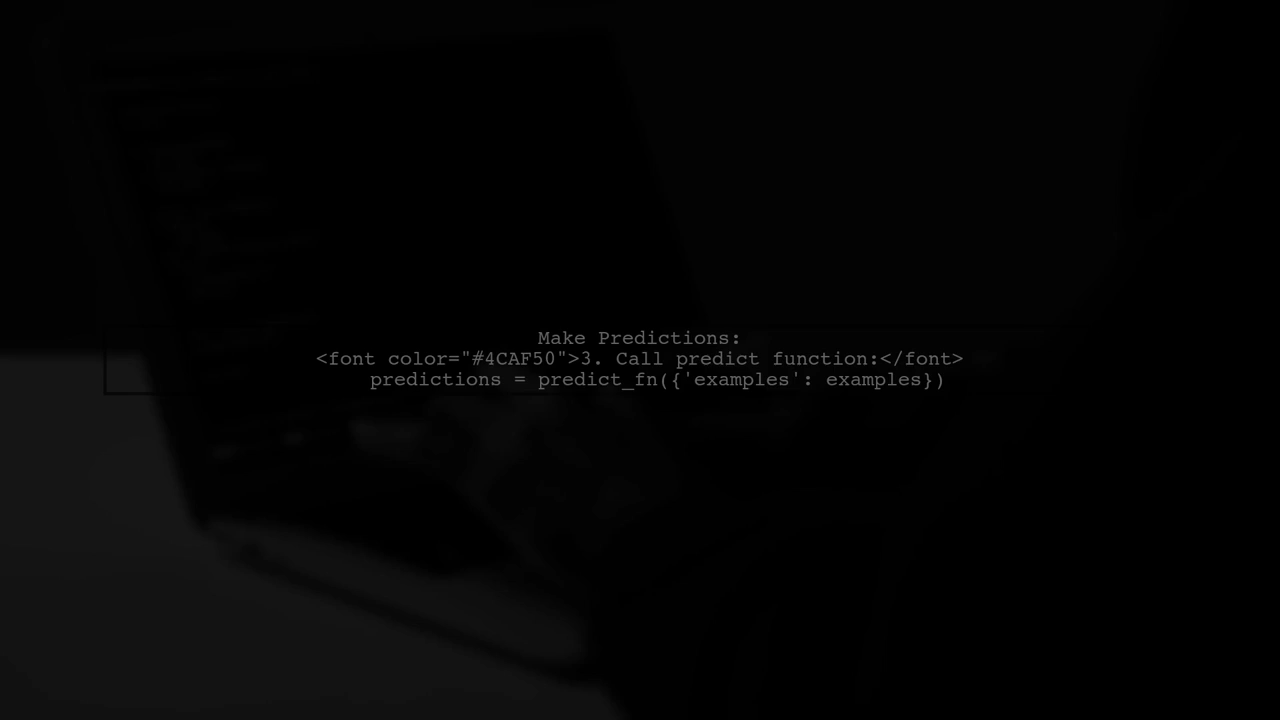 Make Predictions:
<font color="#4CAF50">3. Call predict function:</font>
predictions = predict_fn({'examples': examples})